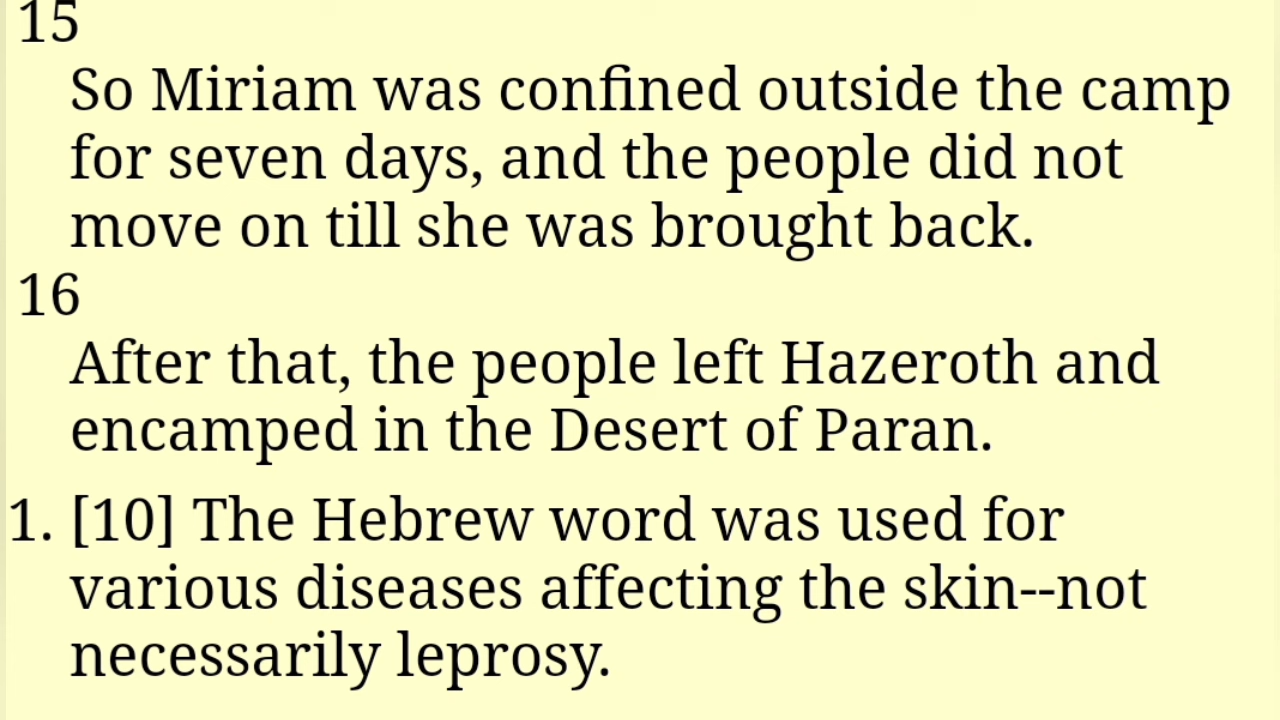 15
So Miriam was confined outside the camp
for seven days, and the people did not
move on till she was brought back.
16
After that, the people left Hazeroth and
encamped in the Desert of Paran.
1. [10] The Hebrew word was used for
various diseases affecting the skin--not
necessarily leprosy.